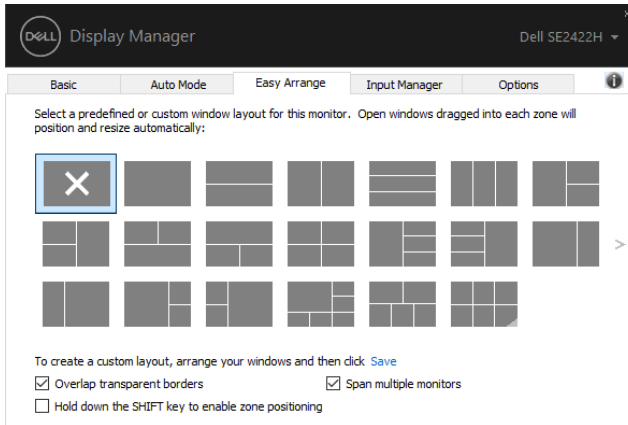 DELL Display Manager
Dell SE2422H
Basic Auto Mode Easy Arrange Input Manager Options
Select a predefined or custom window layout for this monitor. Open windows dragged into each zone will
position and resize automatically:
To create a custom layout, arrange your windows and then click Save
Overlap transparent borders
Span multiple monitors
Hold down the SHIFT key to enable zone positioning